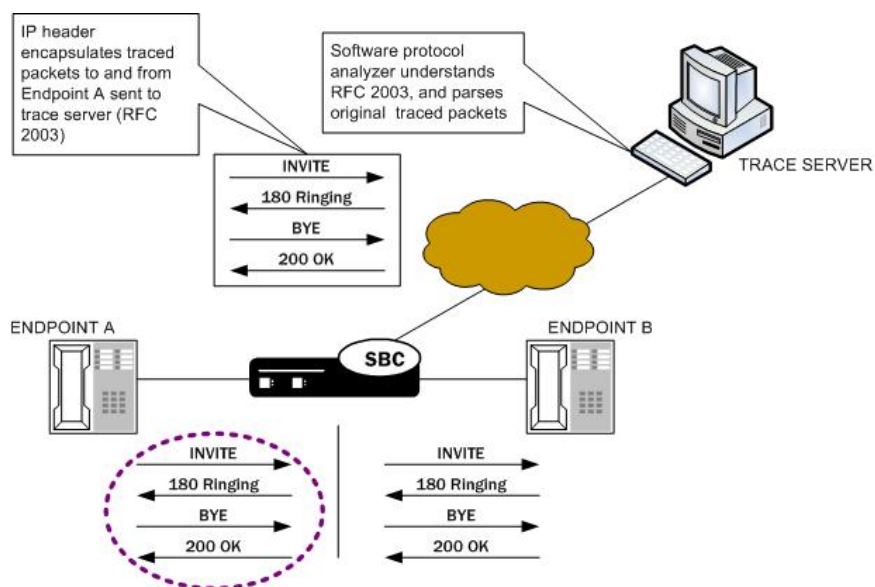 IP header
encapsulates traced
packets to and from
Endpoint A sent to
trace server (RFC
2003)
Software protocol
analyzer understands
RFC 2003, and parses
original traced packets
TRACE SERVER
INVITE
180 Ringing
BYE
200 OK
ENDPOINT A
SBC
ENDPOINT B
INVITE
180 Ringing
BYE
200 OK
INVITE
180 Ringing
BYE
200 OK